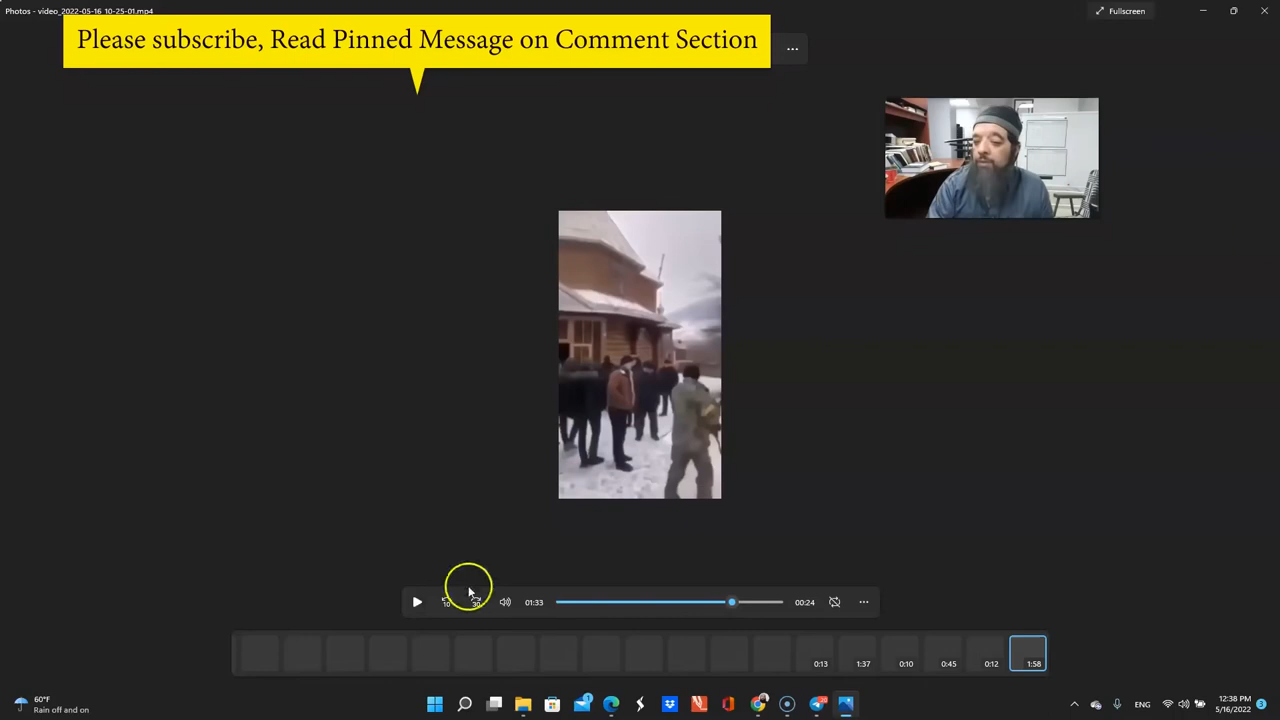 Photos - video_2022-05-16 10-25-01.mp4
Fullscreen
Please subscribe, Read Pinned Message on Comment Section
10
30
01:33
00:24
0:13
1:37
0:10
0:45
0:12
1:58
60°F
Rain off and on
ENG
12:38 PM
5/16/2022